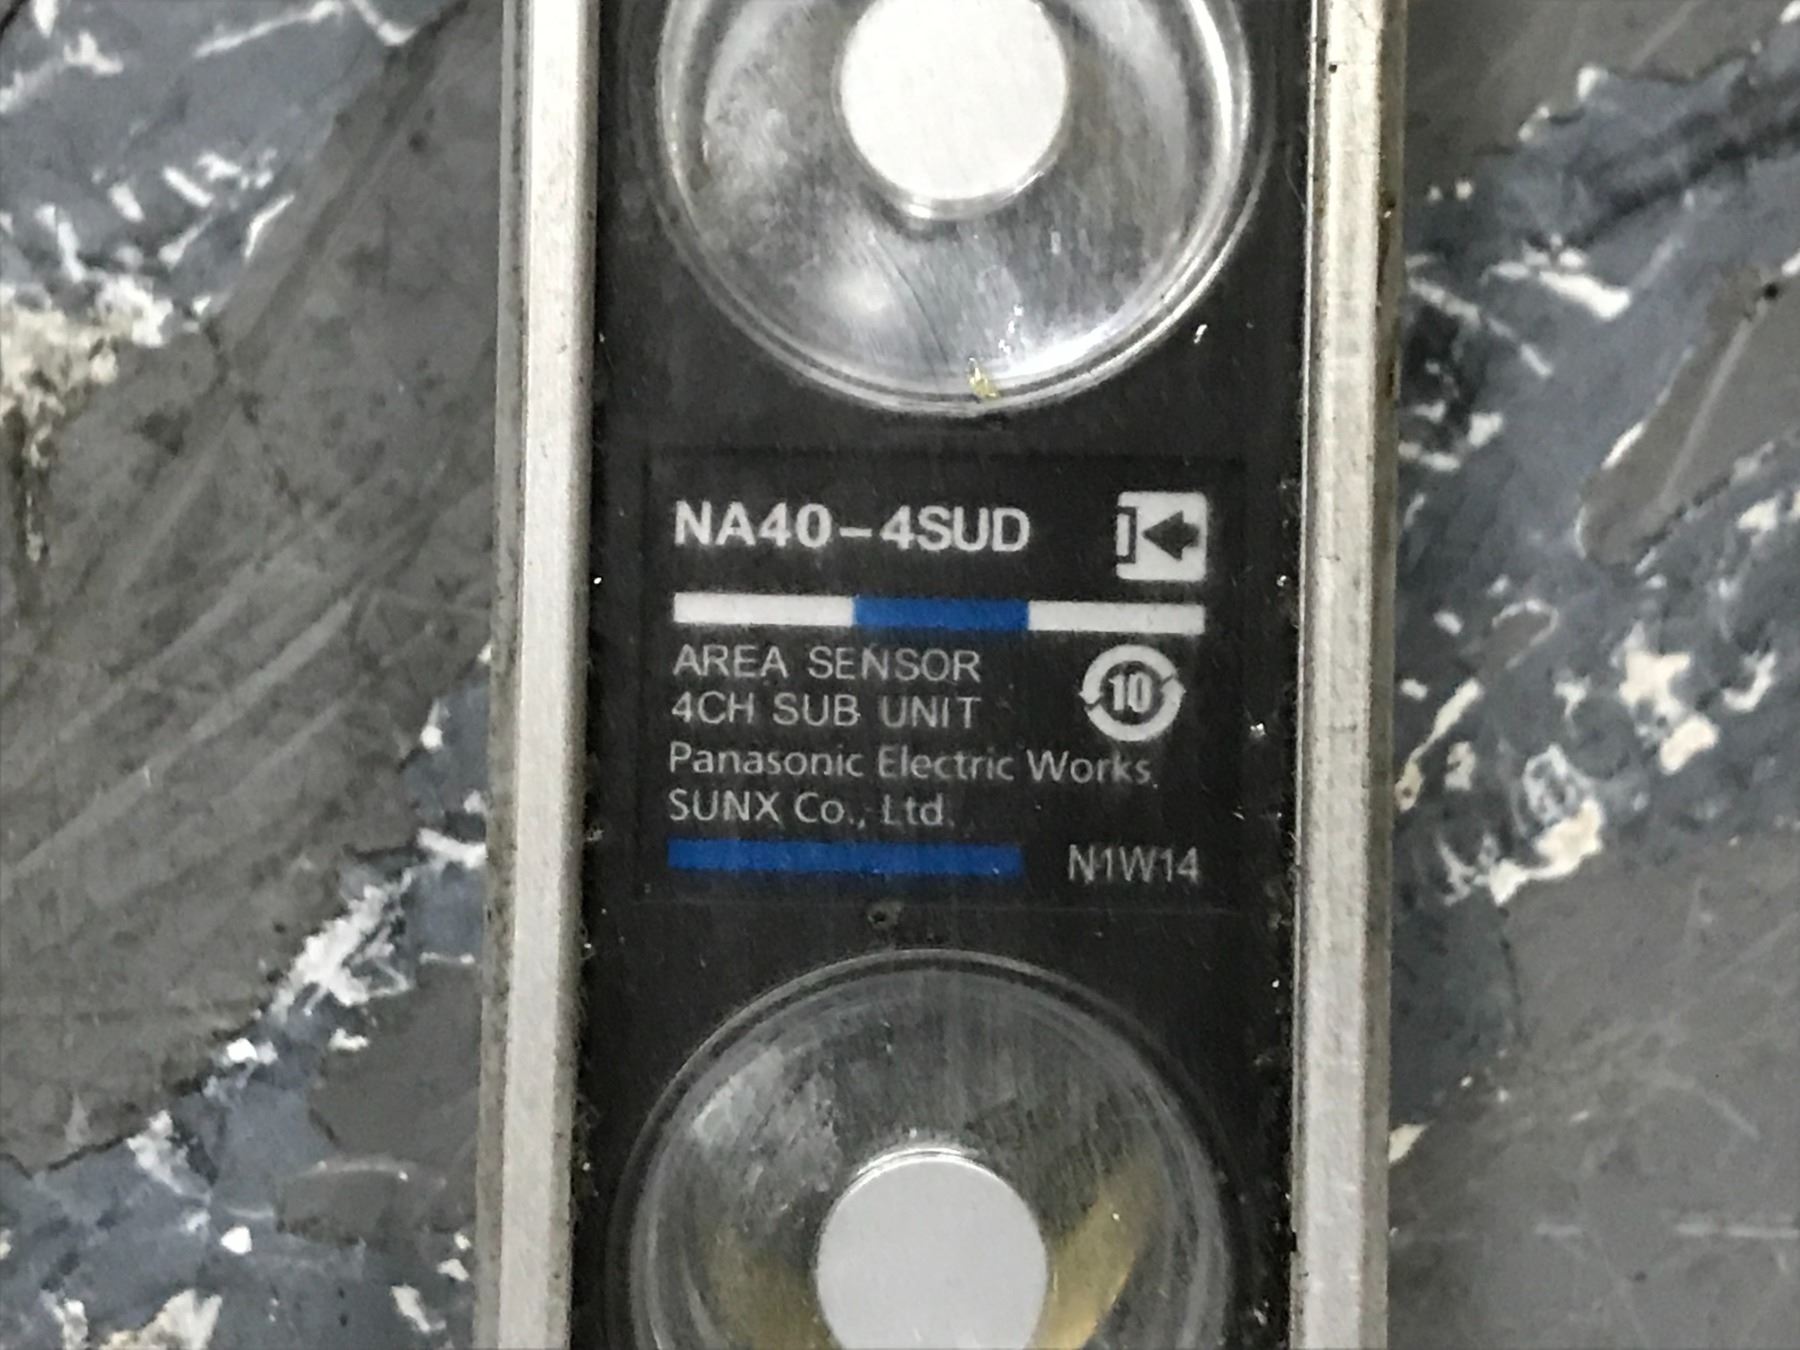 NA40-4SUD
AREA SENSOR
4CH SUB UNIT
10
Panasonic Electric Works
SUNX Co., Ltd.
N1W14